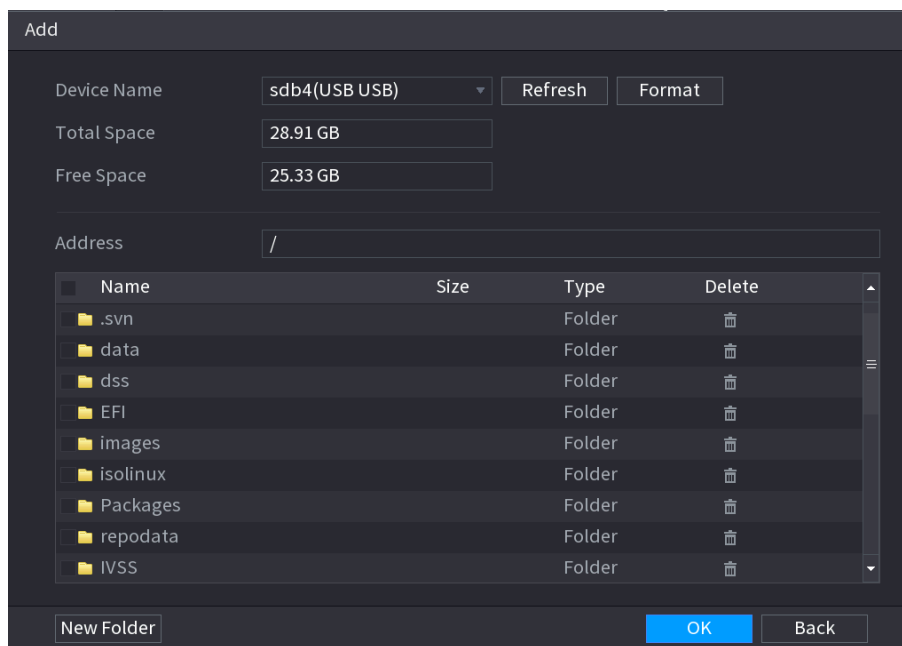 Add
Device Name sdb4(USB USB) Refresh Format
Total Space 28.91 GB
Free Space 25.33 GB
Address /
Name Size Type Delete
.svn Folder
data Folder
dss Folder
EFI Folder
images Folder
isolinux Folder
Packages Folder
repodata Folder
IVSS Folder
New Folder OK Back